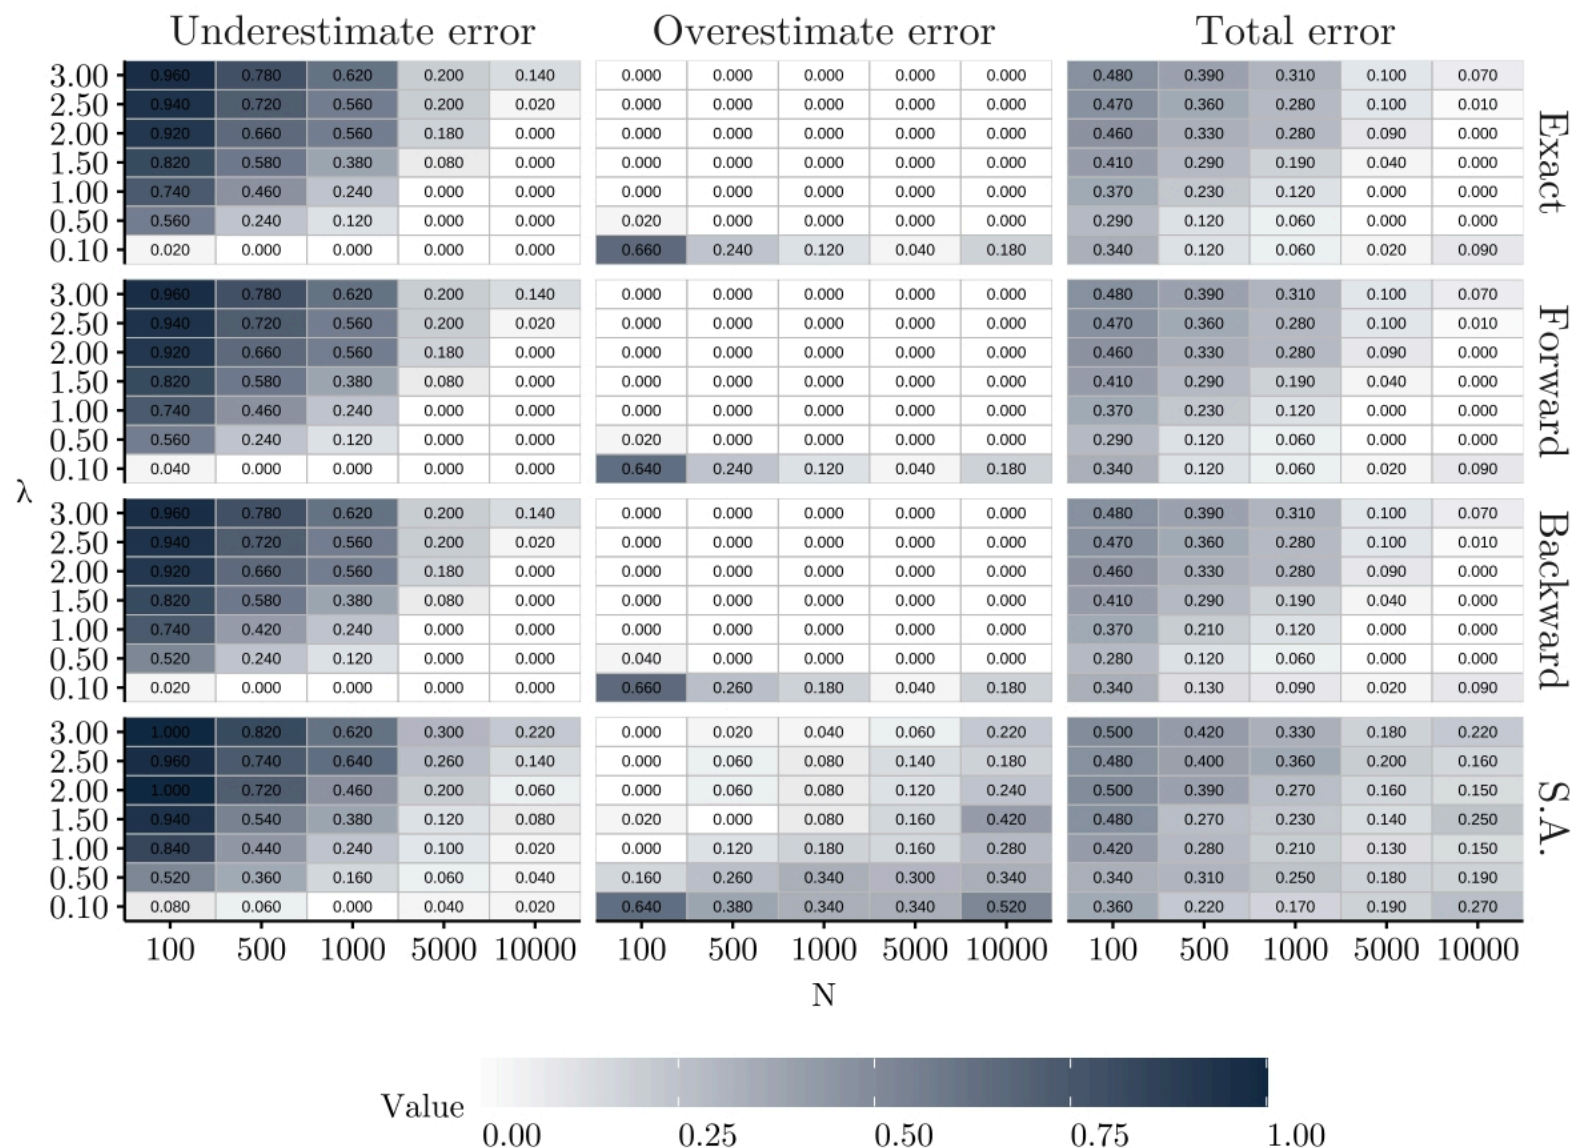 Underestimate error Overestimate error Total error
3.00 0.960 0.780 0.620 0.200 0.140 0.000 0.000 0.000 0.000 0.000 0.480 0.390 0.310 0.100 0.070
2.50 0.940 0.720 0.560 0.200 0.020 0.000 0.000 0.000 0.000 0.000 0.470 0.360 0.280 0.100 0.010
2.00 0.920 0.660 0.560 0.180 0.000 0.000 0.000 0.000 0.000 0.000 0.460 0.330 0.280 0.090 0.000
1.50 0.820 0.580 0.380 0.080 0.000 0.000 0.000 0.000 0.000 0.000 0.410 0.290 0.190 0.040 0.000
1.00 0.740 0.460 0.240 0.000 0.000 0.000 0.000 0.000 0.000 0.000 0.370 0.230 0.120 0.000 0.000
0.50 0.560 0.240 0.120 0.000 0.000 0.020 0.000 0.000 0.000 0.000 0.290 0.120 0.060 0.000 0.000
0.10 0.020 0.000 0.000 0.000 0.000 0.660 0.240 0.120 0.040 0.180 0.340 0.120 0.060 0.020 0.090
Exact
3.00 0.960 0.780 0.620 0.200 0.140 0.000 0.000 0.000 0.000 0.000 0.480 0.390 0.310 0.100 0.070
2.50 0.940 0.720 0.560 0.200 0.020 0.000 0.000 0.000 0.000 0.000 0.470 0.360 0.280 0.100 0.010
2.00 0.920 0.660 0.560 0.180 0.000 0.000 0.000 0.000 0.000 0.000 0.460 0.330 0.280 0.090 0.000
1.50 0.820 0.580 0.380 0.080 0.000 0.000 0.000 0.000 0.000 0.000 0.410 0.290 0.190 0.040 0.000
1.00 0.740 0.460 0.240 0.000 0.000 0.000 0.000 0.000 0.000 0.000 0.370 0.230 0.120 0.000 0.000
0.50 0.560 0.240 0.120 0.000 0.000 0.020 0.000 0.000 0.000 0.000 0.290 0.120 0.060 0.000 0.000
0.10 0.040 0.000 0.000 0.000 0.000 0.640 0.240 0.120 0.040 0.180 0.340 0.120 0.060 0.020 0.090
Forward
λ
3.00 0.960 0.780 0.620 0.200 0.140 0.000 0.000 0.000 0.000 0.000 0.480 0.390 0.310 0.100 0.070
2.50 0.940 0.720 0.560 0.200 0.020 0.000 0.000 0.000 0.000 0.000 0.470 0.360 0.280 0.100 0.010
2.00 0.920 0.660 0.560 0.180 0.000 0.000 0.000 0.000 0.000 0.000 0.460 0.330 0.280 0.090 0.000
1.50 0.820 0.580 0.380 0.080 0.000 0.000 0.000 0.000 0.000 0.000 0.410 0.290 0.190 0.040 0.000
1.00 0.740 0.420 0.240 0.000 0.000 0.000 0.000 0.000 0.000 0.000 0.370 0.210 0.120 0.000 0.000
0.50 0.520 0.240 0.120 0.000 0.000 0.040 0.000 0.000 0.000 0.000 0.280 0.120 0.060 0.000 0.000
0.10 0.020 0.000 0.000 0.000 0.000 0.660 0.260 0.180 0.040 0.180 0.340 0.130 0.090 0.020 0.090
Backward
3.00 1.000 0.820 0.620 0.300 0.220 0.000 0.020 0.040 0.060 0.220 0.500 0.420 0.330 0.180 0.220
2.50 0.960 0.740 0.640 0.260 0.140 0.000 0.060 0.080 0.140 0.180 0.480 0.400 0.360 0.200 0.160
2.00 1.000 0.720 0.460 0.200 0.060 0.000 0.060 0.080 0.120 0.240 0.500 0.390 0.270 0.160 0.150
1.50 0.940 0.540 0.380 0.120 0.080 0.020 0.000 0.080 0.160 0.420 0.480 0.270 0.230 0.140 0.250
1.00 0.840 0.440 0.240 0.100 0.020 0.000 0.120 0.180 0.160 0.280 0.420 0.280 0.210 0.130 0.150
0.50 0.520 0.360 0.160 0.060 0.040 0.160 0.260 0.340 0.300 0.340 0.340 0.310 0.250 0.180 0.190
0.10 0.080 0.060 0.000 0.040 0.020 0.640 0.380 0.340 0.340 0.520 0.360 0.220 0.170 0.190 0.270
S.A.
100 500 1000 5000 10000 100 500 1000 5000 10000 100 500 1000 5000 10000
N
Value
0.00 0.25 0.50 0.75 1.00